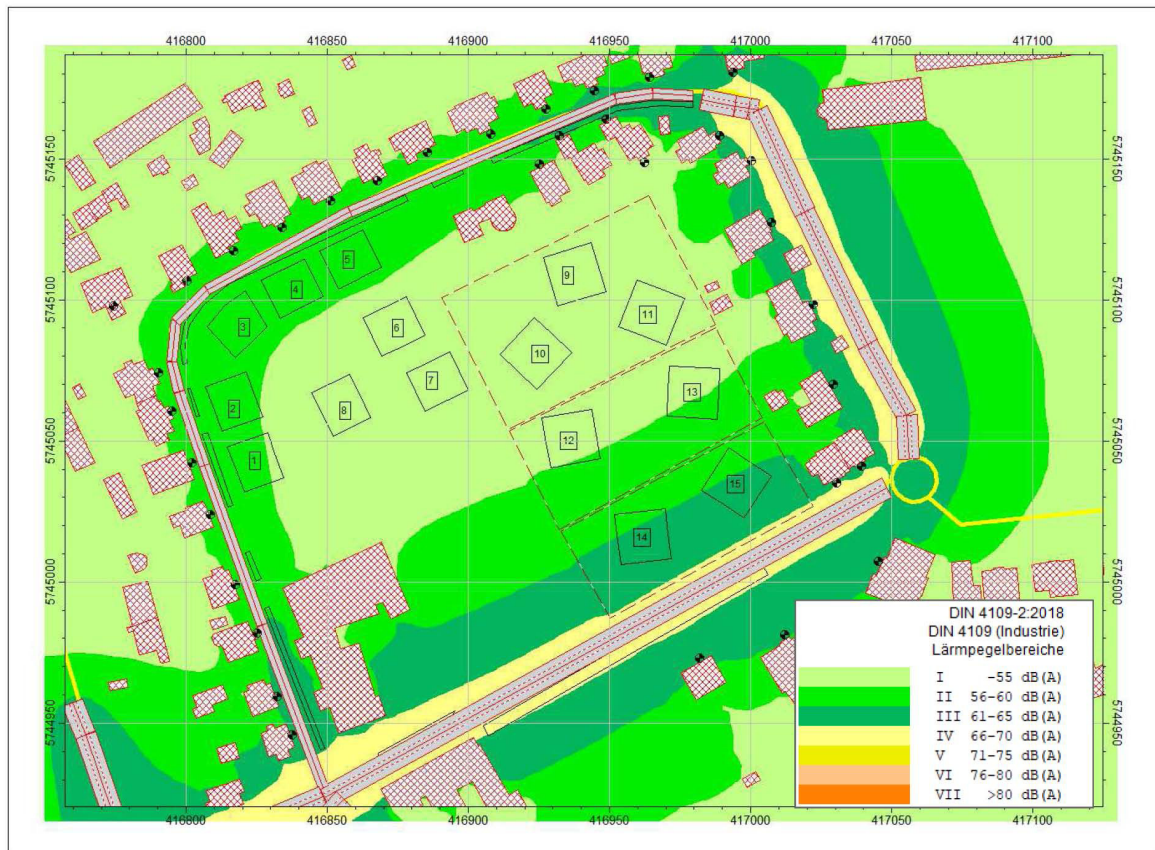 416800 416850 416900 416950 417000 417050 417100
5745150 5745150
5745100 5745100
5745050 5745050
5745000 5745000
5744950 5744950
5
9
4
11
3
6
10
7
13
2
8
12
1
15
14
DIN 4109-2:2018
DIN 4109 (Industrie)
Lärmpegelbereiche
I -55 dB(A)
II 56-60 dB(A)
III 61-65 dB(A)
IV 66-70 dB(A)
V 71-75 dB(A)
VI 76-80 dB(A)
VII >80 dB(A)
416800 416850 416900 416950 417000 417050 417100